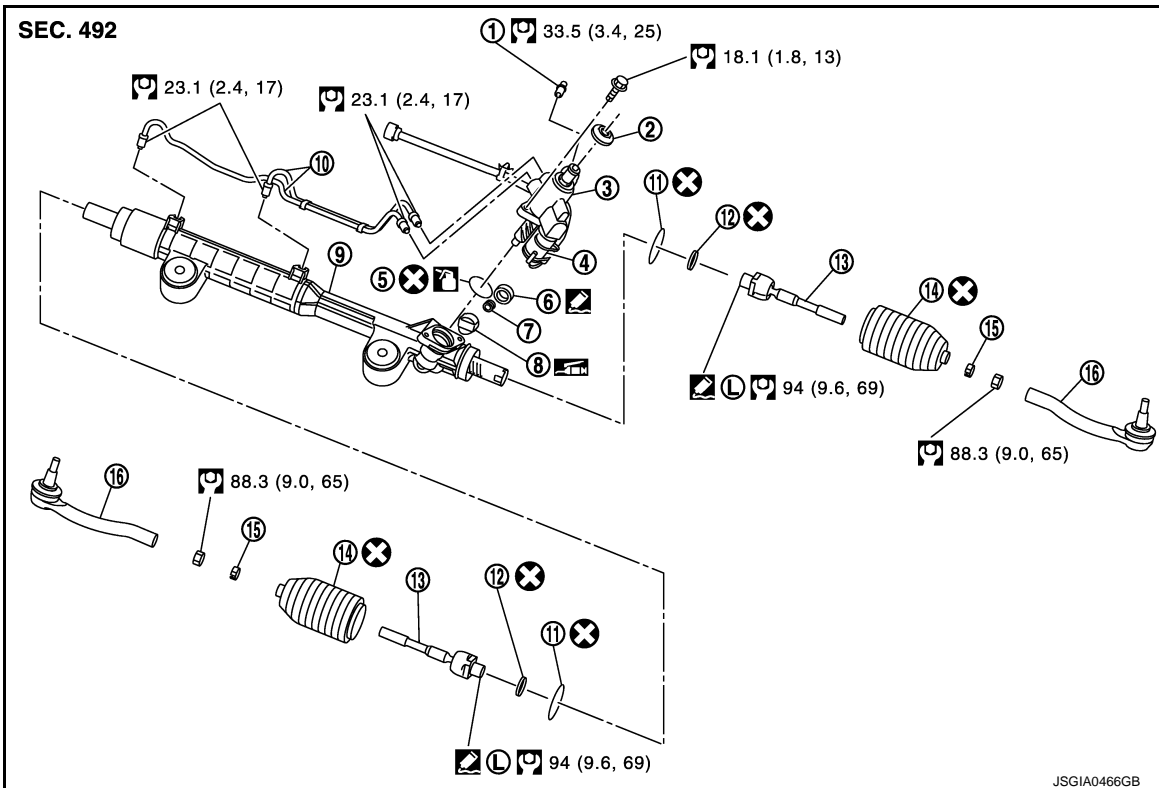 SEC. 492
① 33.5 (3.4, 25)
18.1 (1.8, 13)
23.1 (2.4, 17)
23.1 (2.4, 17)
②
⑩
③
⑪
⑫
④
⑨
⑤
⑥
⑬
⑭
⑦
⑮
⑧
⑯
Ⓛ 94 (9.6, 69)
88.3 (9.0, 65)
⑯
88.3 (9.0, 65)
⑮
⑭
⑬
⑫
⑪
Ⓛ 94 (9.6, 69)
JSGIA0466GB